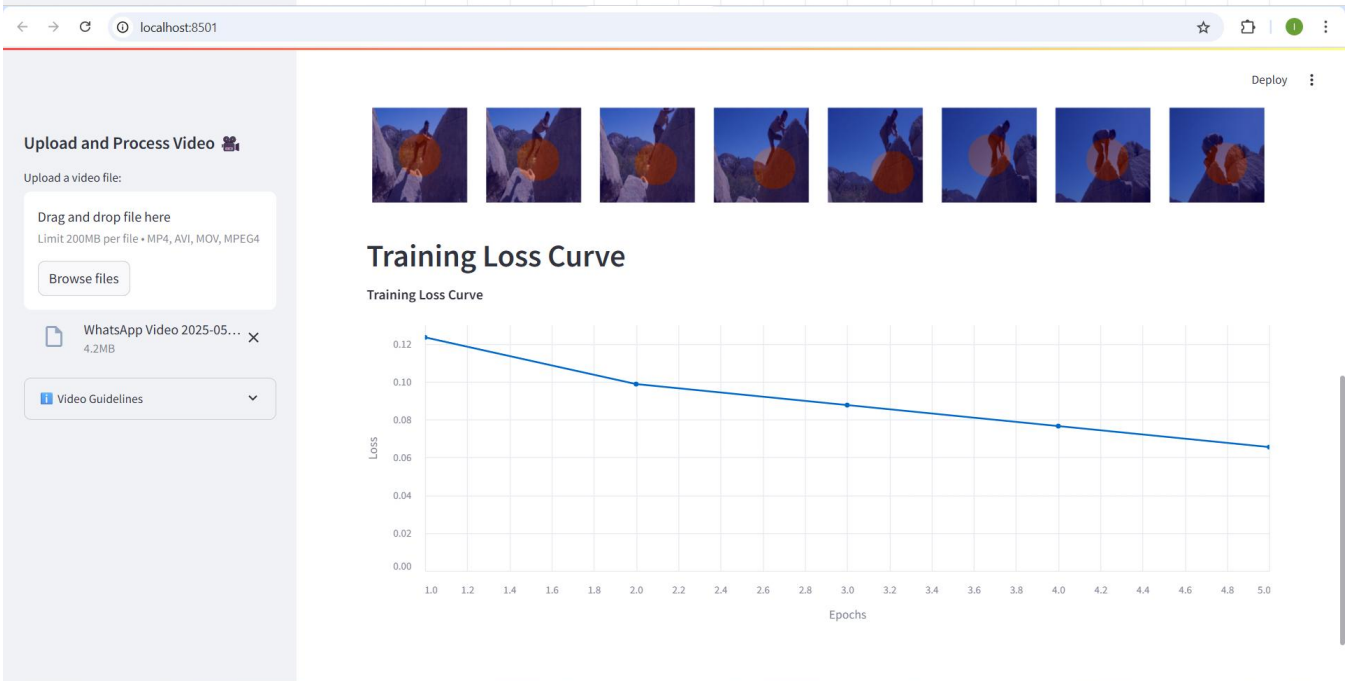 localhost:8501
Deploy
Upload and Process Video
Upload a video file:
Drag and drop file here
Limit 200MB per file • MP4, AVI, MOV, MPEG4
Browse files
WhatsApp Video 2025-05...
4.2MB
Video Guidelines
Training Loss Curve
Training Loss Curve
0.12
0.10
0.08
0.06
0.04
0.02
0.00
Loss
1.0 1.2 1.4 1.6 1.8 2.0 2.2 2.4 2.6 2.8 3.0 3.2 3.4 3.6 3.8 4.0 4.2 4.4 4.6 4.8 5.0
Epochs